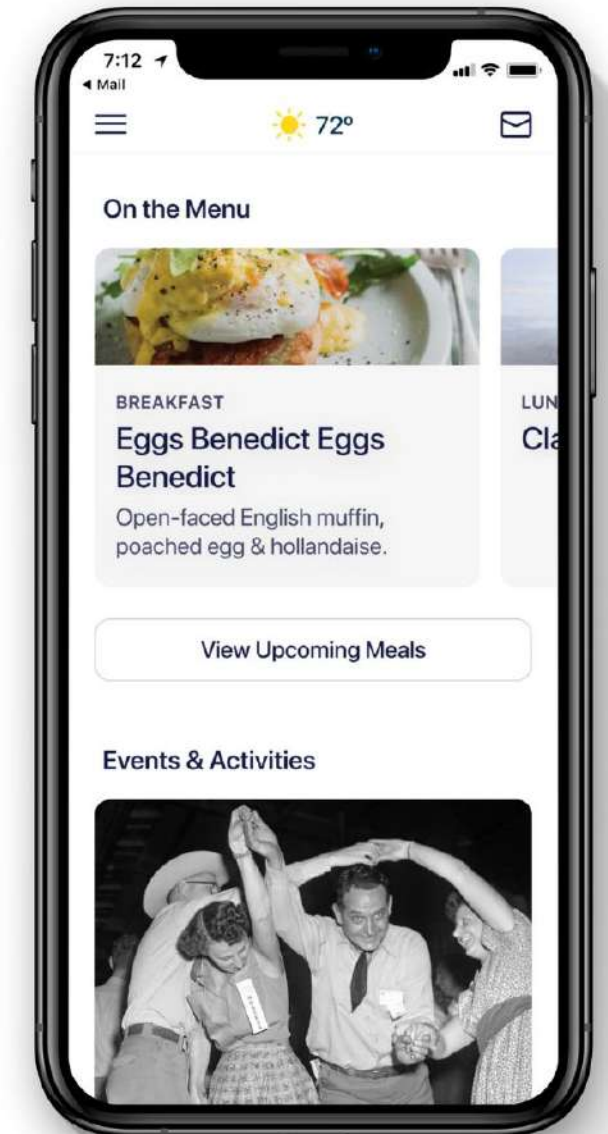 7:12
Mail
72°
On the Menu
BREAKFAST
Eggs Benedict Eggs
Benedict
Open-faced English muffin,
poached egg & hollandaise.
LUN
Cla
View Upcoming Meals
Events & Activities